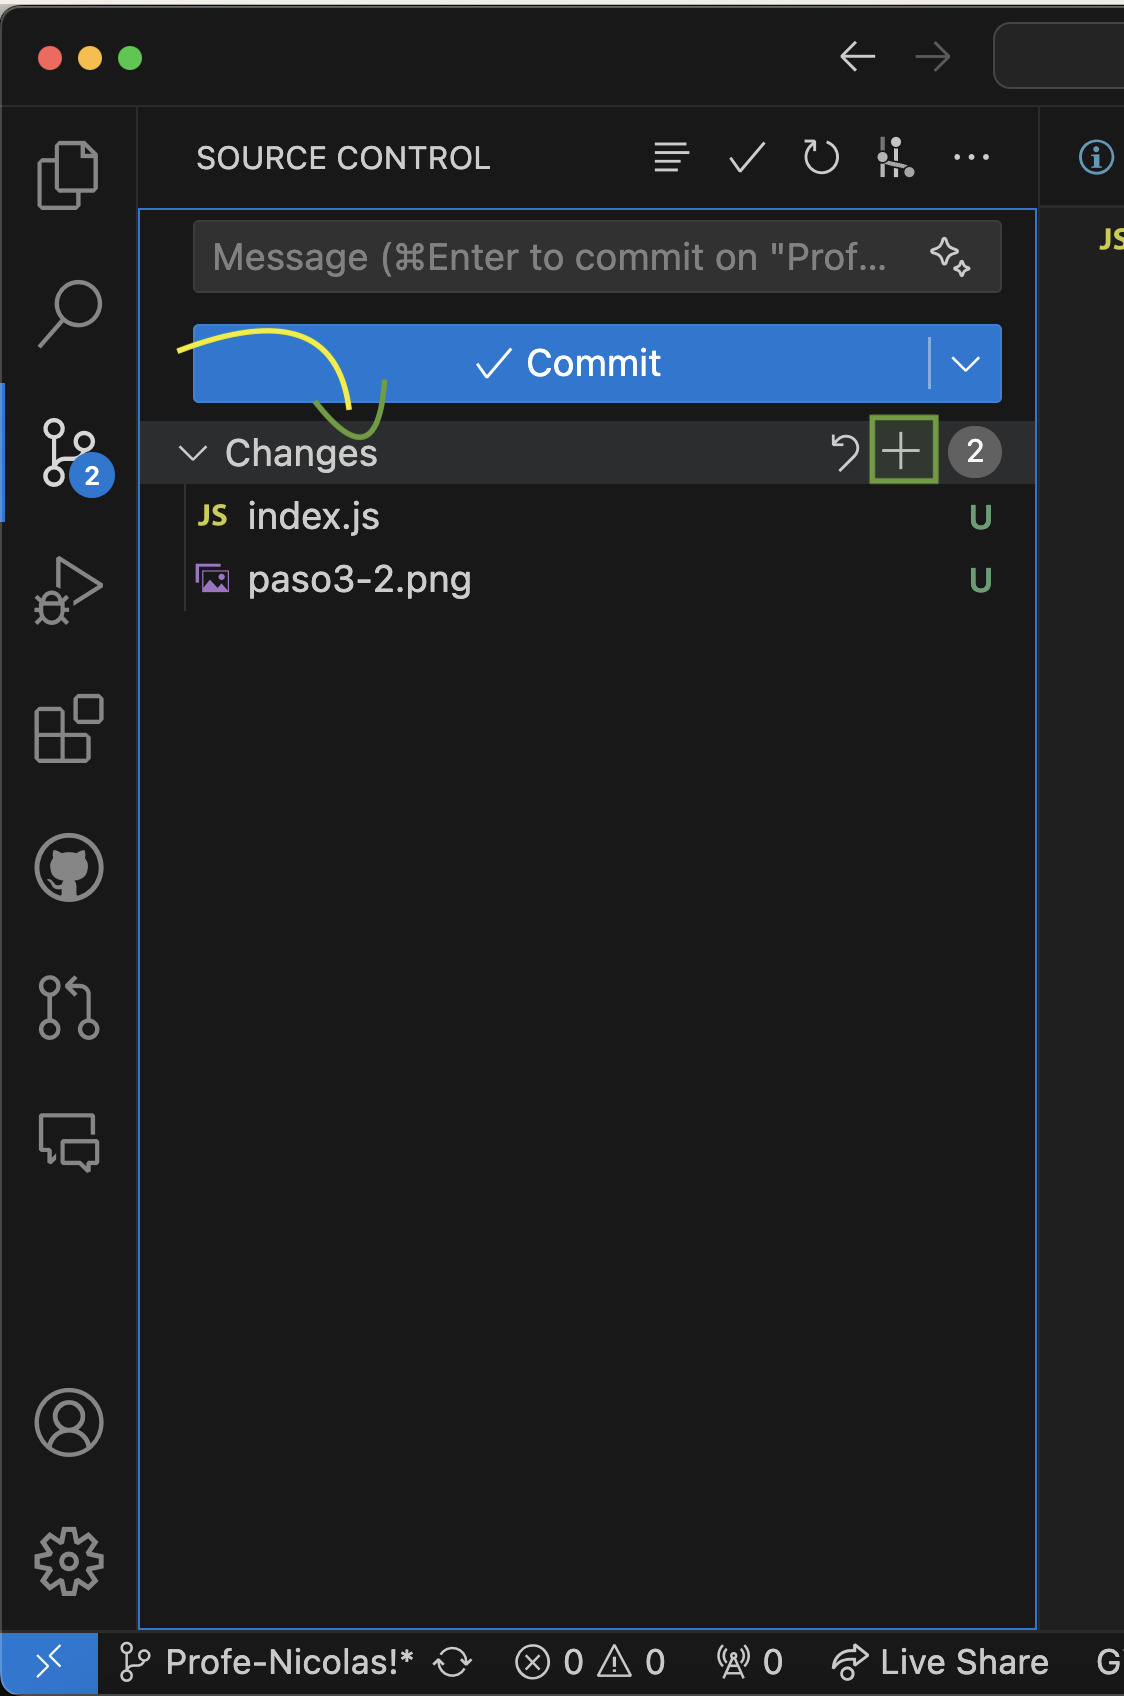 SOURCE CONTROL
Message (⌘Enter to commit on "Prof...
Commit
Changes 2
2
JS index.js U
paso3-2.png U
JS
Profe-Nicolas!* 0 0 0 Live Share